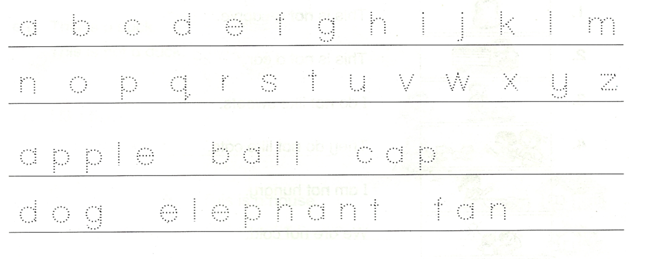 a b c d e f g h i j k l m
n o p q r s t u v w x y z
apple ball cap
dog elephant fan